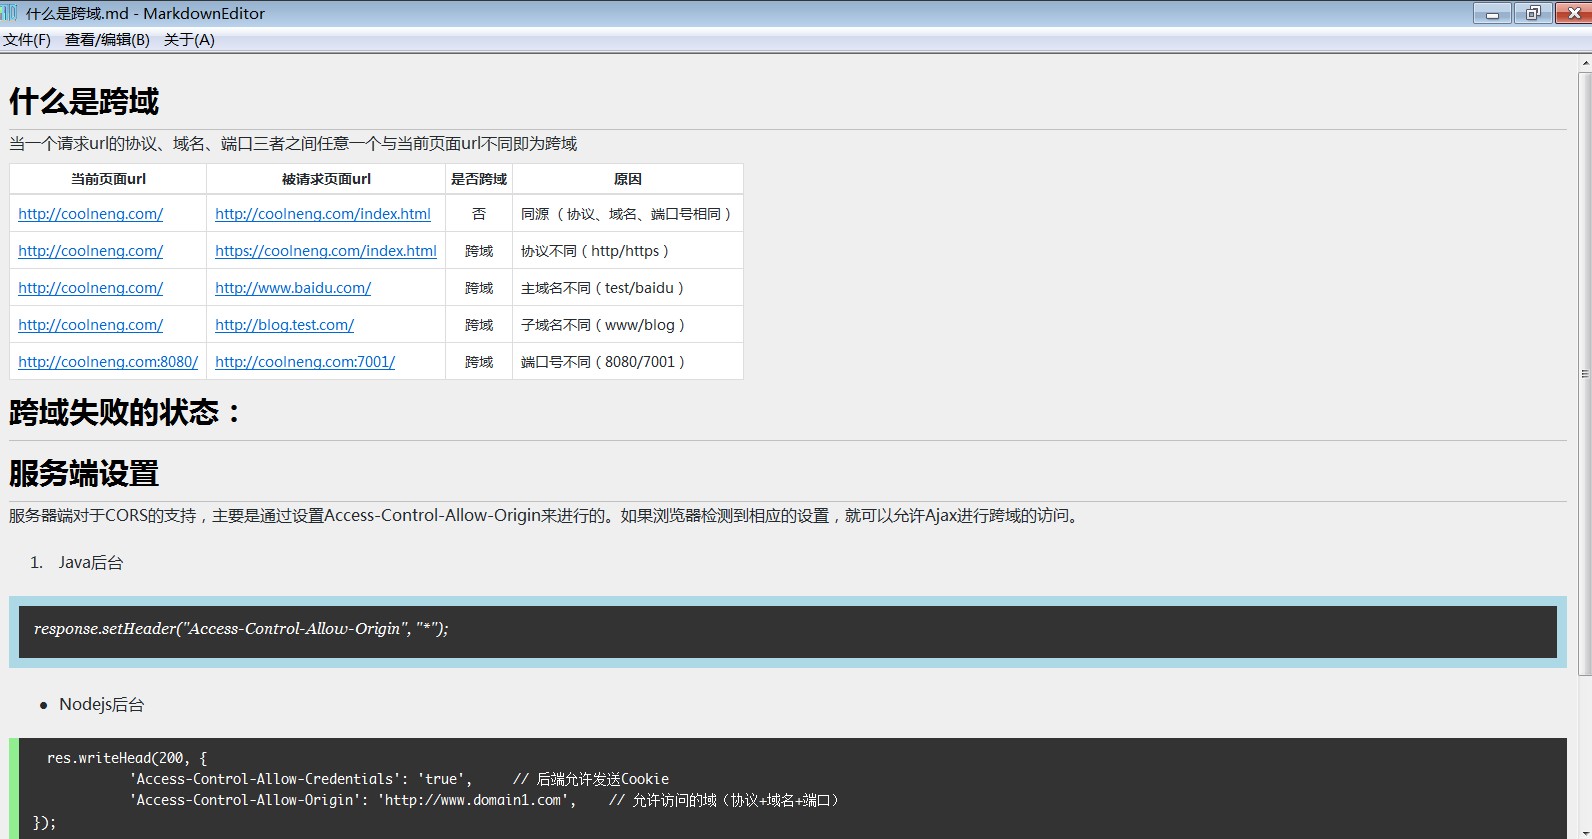 什么是跨域.md - MarkdownEditor
文件(F) 查看/编辑(B) 关于(A)
什么是跨域
当一个请求url的协议、域名、端口三者之间任意一个与当前页面url不同即为跨域
当前页面url 被请求页面url 是否跨域 原因
http://coolneng.com/ http://coolneng.com/index.html 否 同源（协议、域名、端口号相同）
http://coolneng.com/ https://coolneng.com/index.html 跨域 协议不同（http/https）
http://coolneng.com/ http://www.baidu.com/ 跨域 主域名不同（test/baidu）
http://coolneng.com/ http://blog.test.com/ 跨域 子域名不同（www/blog）
http://coolneng.com:8080/ http://coolneng.com:7001/ 跨域 端口号不同（8080/7001）
跨域失败的状态：
服务端设置
服务器端对于CORS的支持，主要是通过设置Access-Control-Allow-Origin来进行的。如果浏览器检测到相应的设置，就可以允许Ajax进行跨域的访问。
1. Java后台
response.setHeader("Access-Control-Allow-Origin", "*");
● Nodejs后台
res.writeHead(200, {
'Access-Control-Allow-Credentials': 'true', // 后端允许发送Cookie
'Access-Control-Allow-Origin': 'http://www.domain1.com', // 允许访问的域（协议+域名+端口）
});